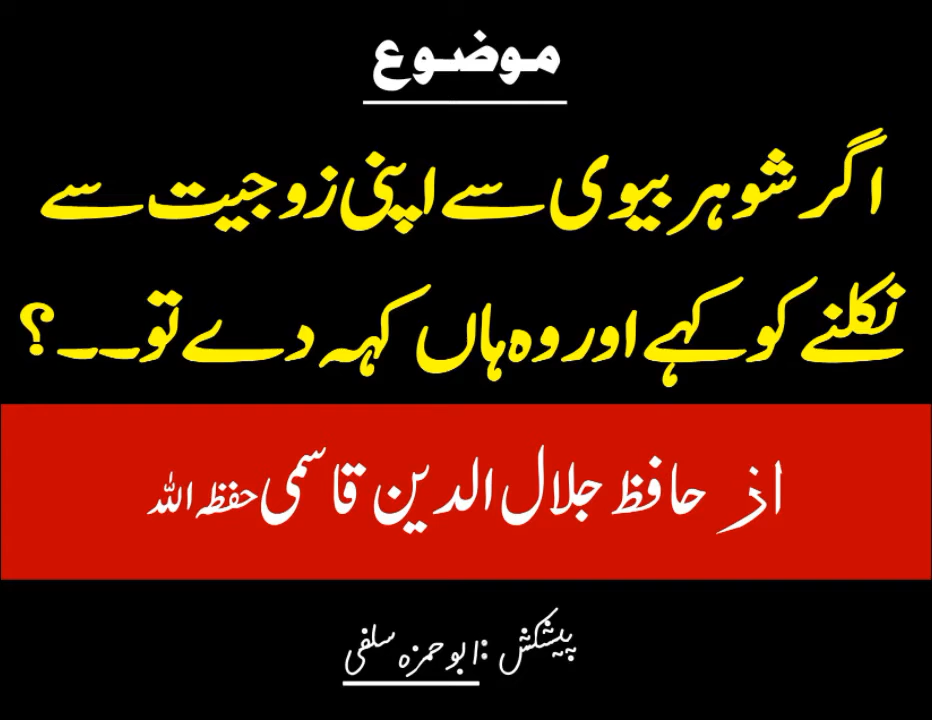 موضوع
اگر شوہر بیوی سے اپنی زوجیت سے
نکلنے کو کہے اور وہ ہاں کہہ دے تو۔۔۔؟
از حافظ جلال الدین قاسمی حفظہ اللہ
پیشکش : ابو حمزہ سلفی